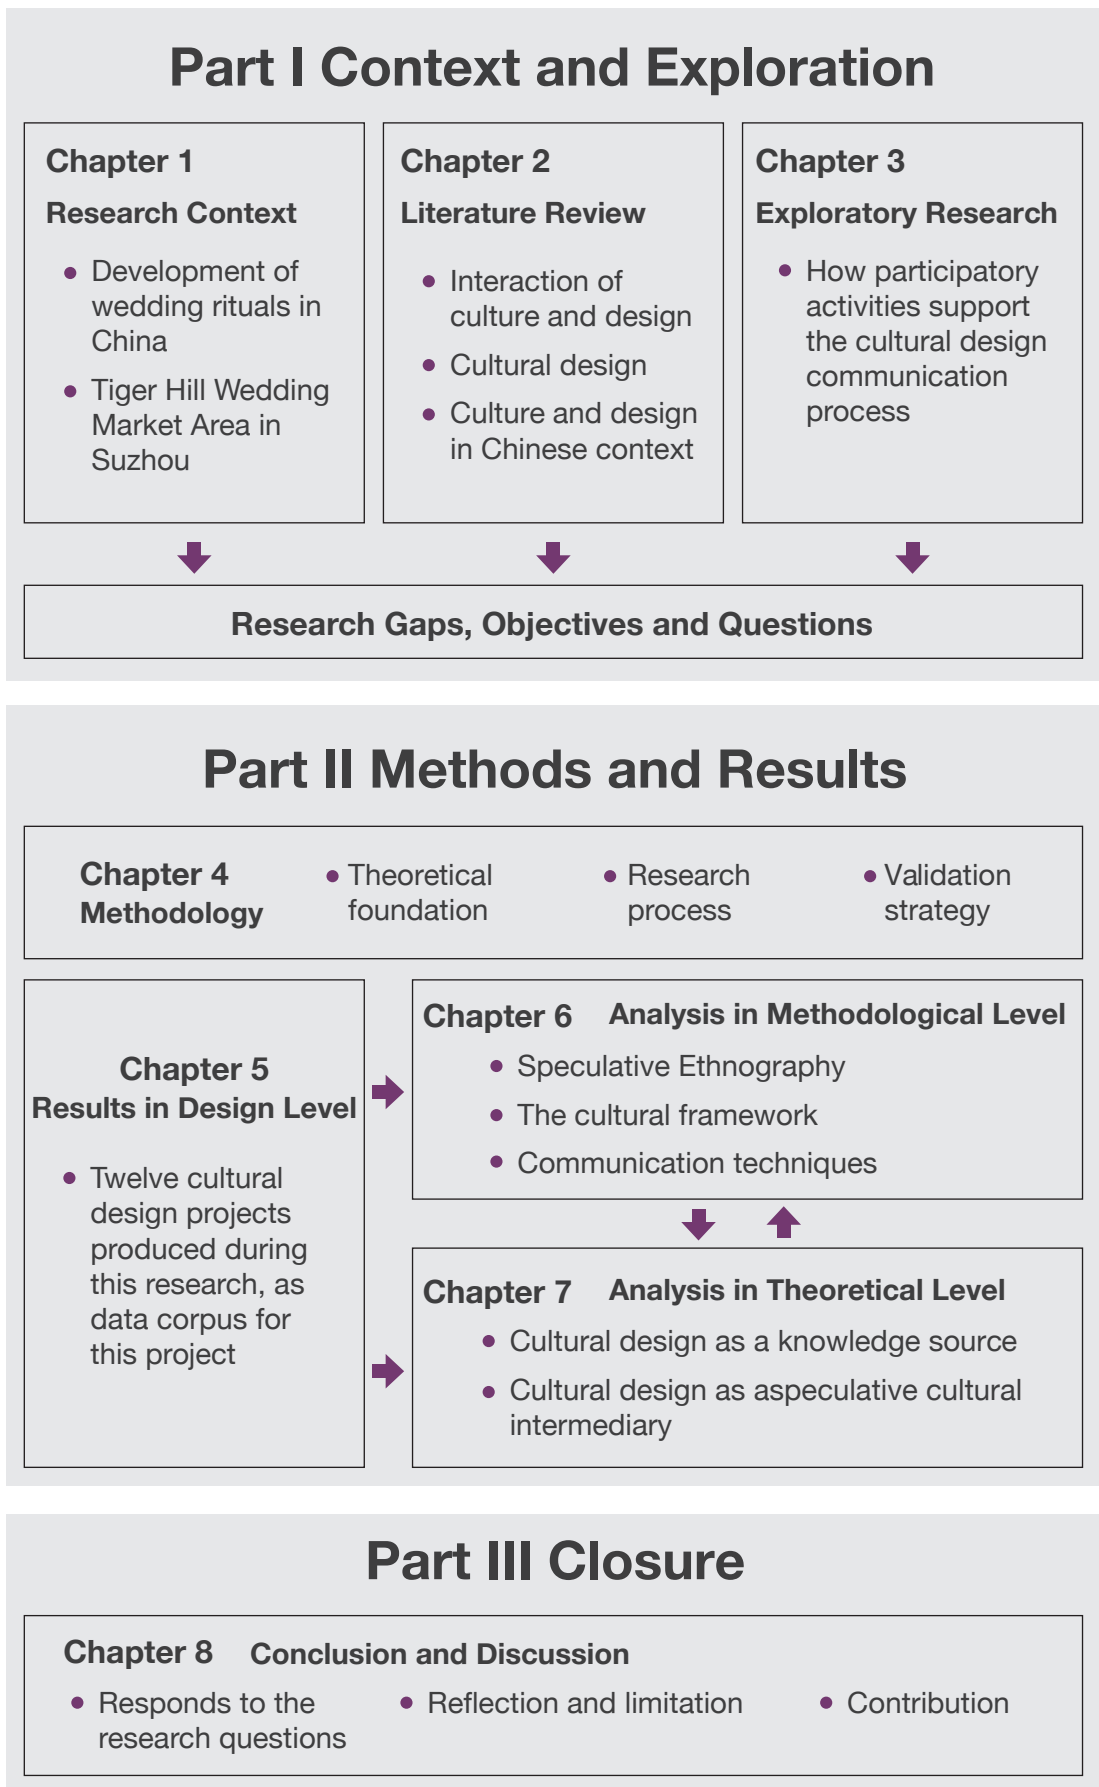 Part I Context and Exploration
Chapter 1
Research Context
• Development of
wedding rituals in
China
• Tiger Hill Wedding
Market Area in
Suzhou
Chapter 2
Literature Review
• Interaction of
culture and design
• Cultural design
• Culture and design
in Chinese context
Chapter 3
Exploratory Research
• How participatory
activities support
the cultural design
communication
process
Research Gaps, Objectives and Questions
Part II Methods and Results
Chapter 4
Methodology
• Theoretical
foundation
• Research
process
• Validation
strategy
Chapter 5
Results in Design Level
• Twelve cultural
design projects
produced during
this research, as
data corpus for
this project
Chapter 6 Analysis in Methodological Level
• Speculative Ethnography
• The cultural framework
• Communication techniques
Chapter 7 Analysis in Theoretical Level
• Cultural design as a knowledge source
• Cultural design as aspeculative cultural
intermediary
Part III Closure
Chapter 8 Conclusion and Discussion
• Responds to the
research questions
• Reflection and limitation
• Contribution